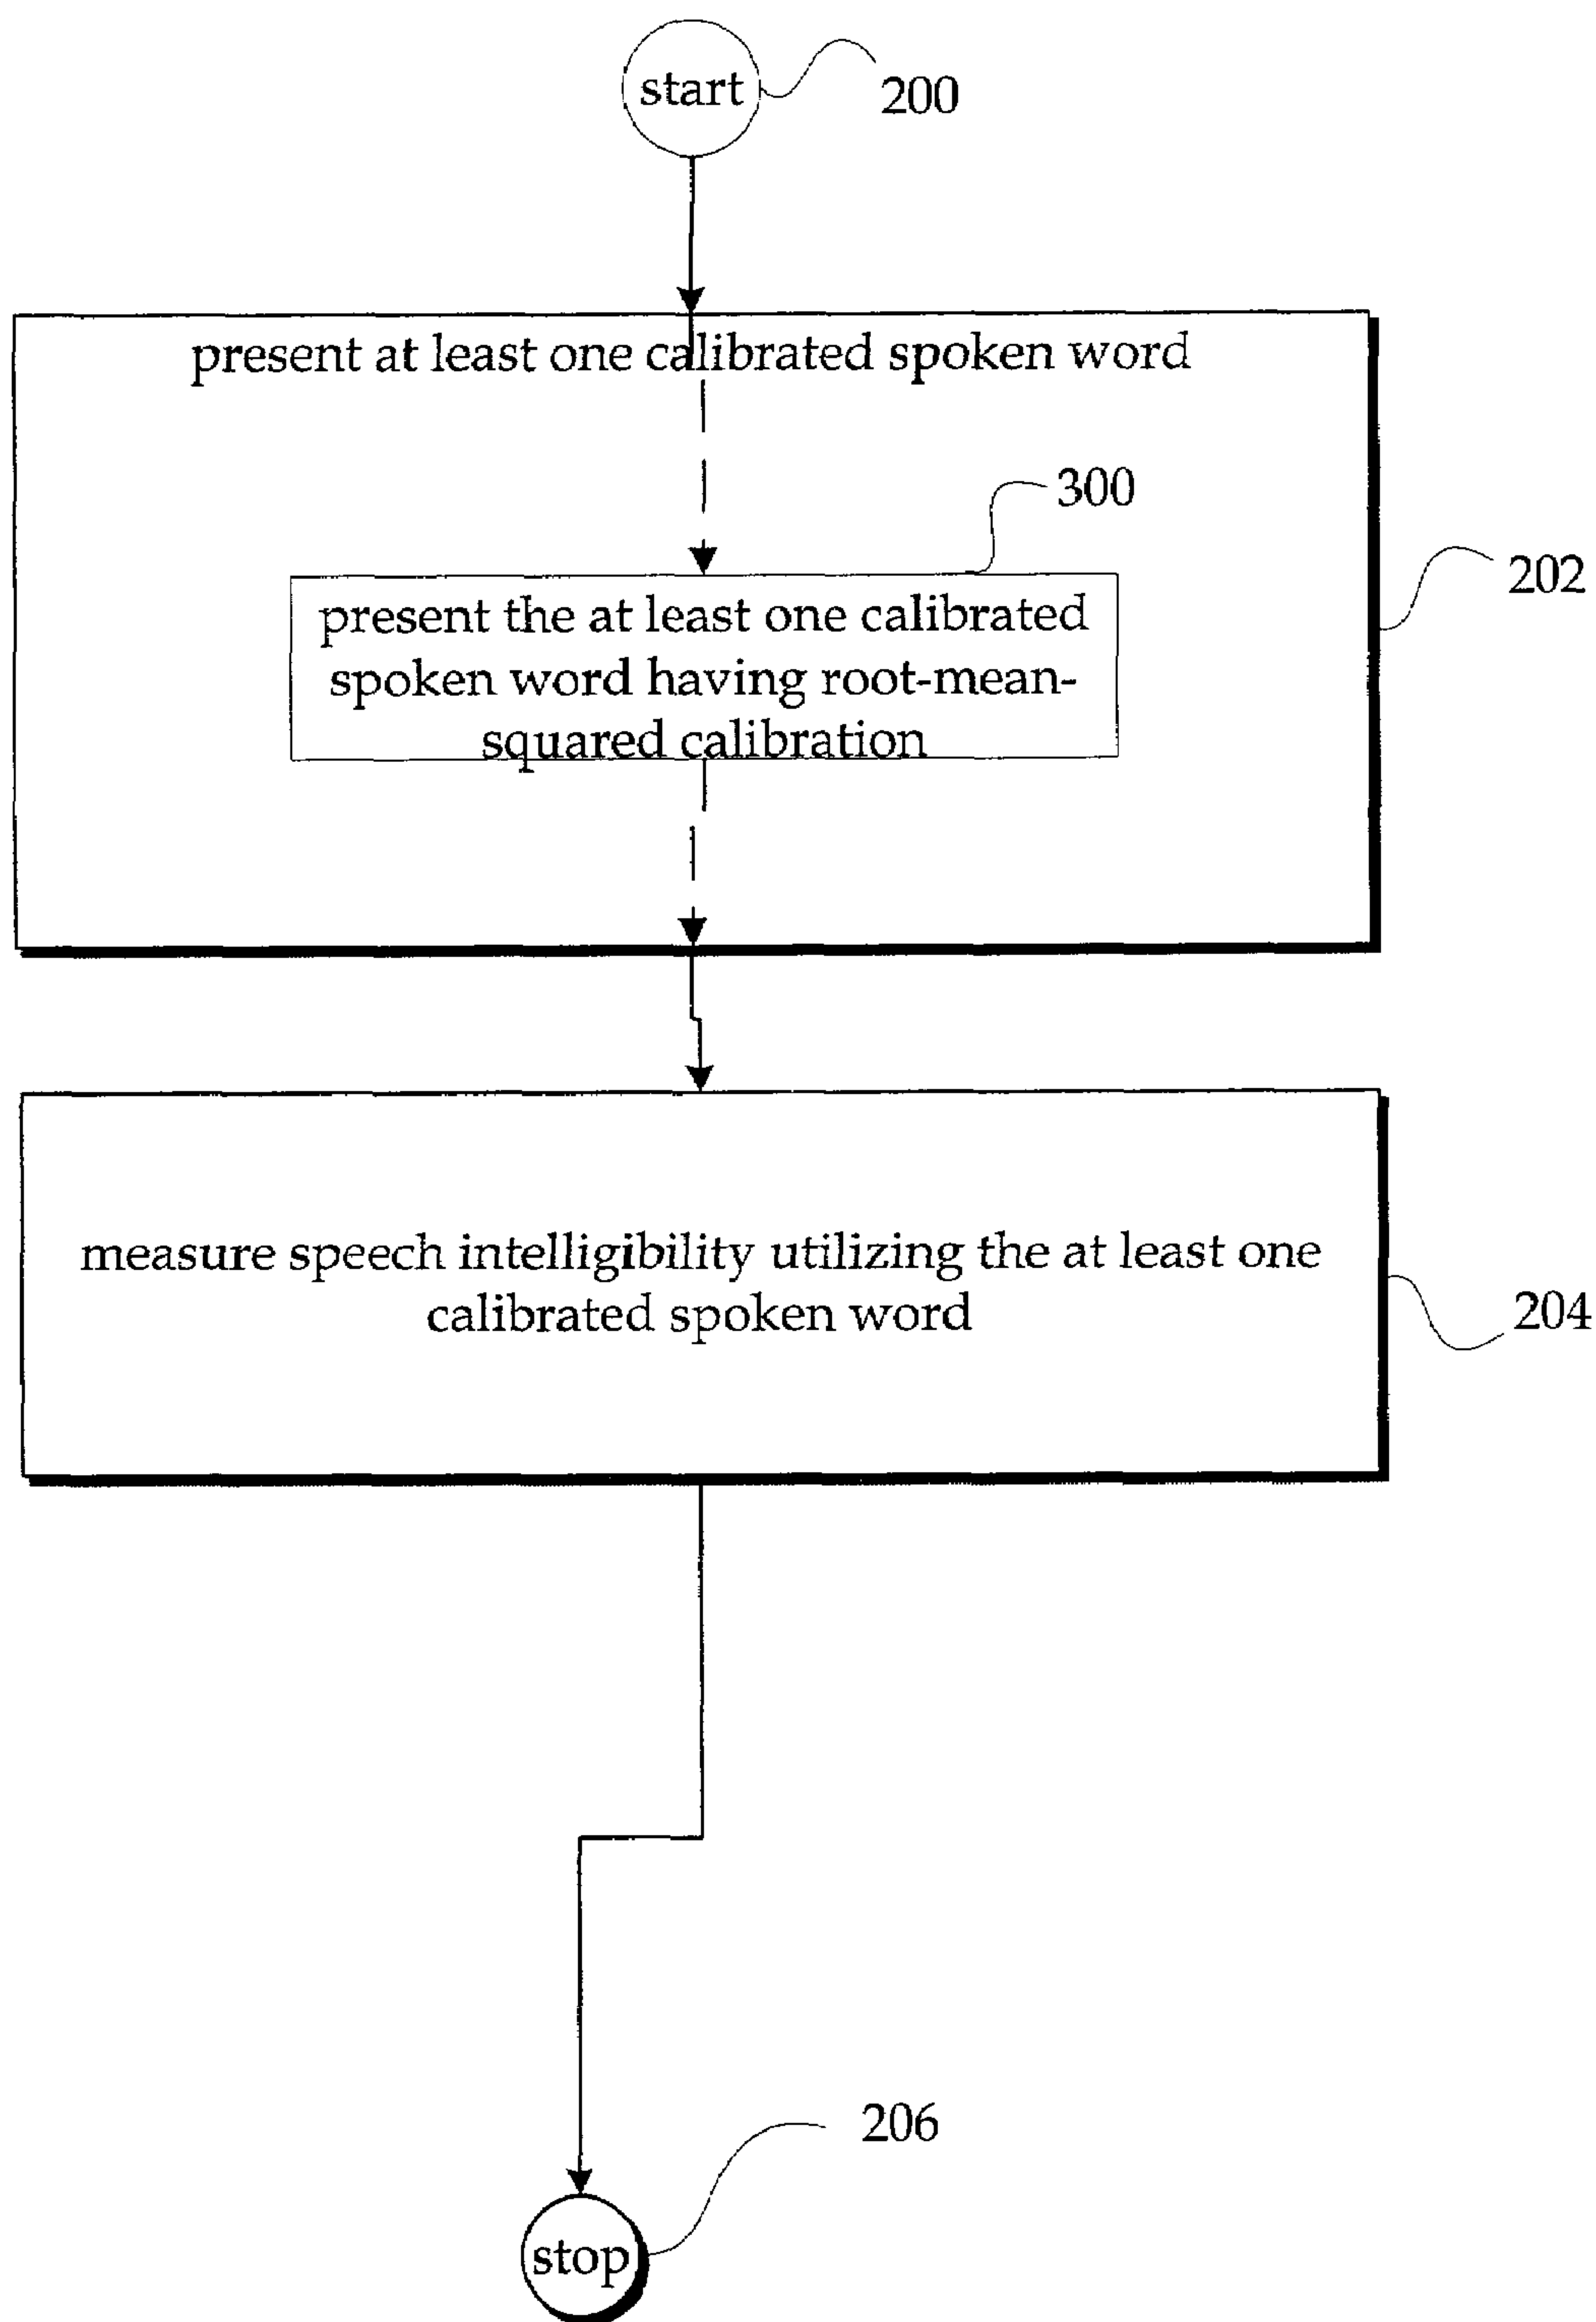 start
200
present at least one calibrated spoken word
300
present the at least one calibrated
spoken word having root-mean-
squared calibration
202
measure speech intelligibility utilizing the at least one
calibrated spoken word
204
206
stop